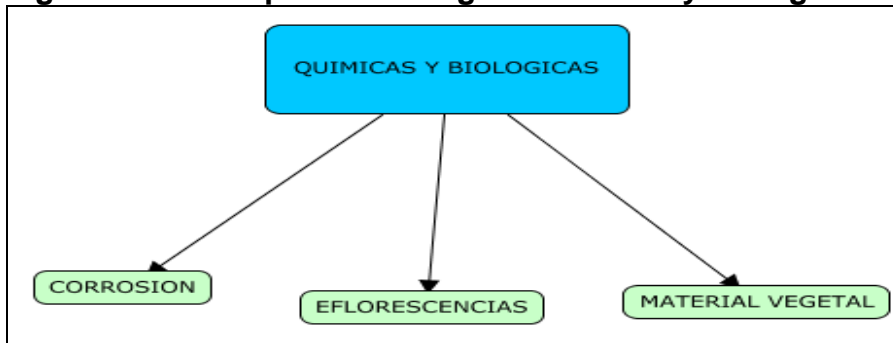 QUIMICAS Y BIOLOGICAS
CORROSION
EFLORESCENCIAS
MATERIAL VEGETAL